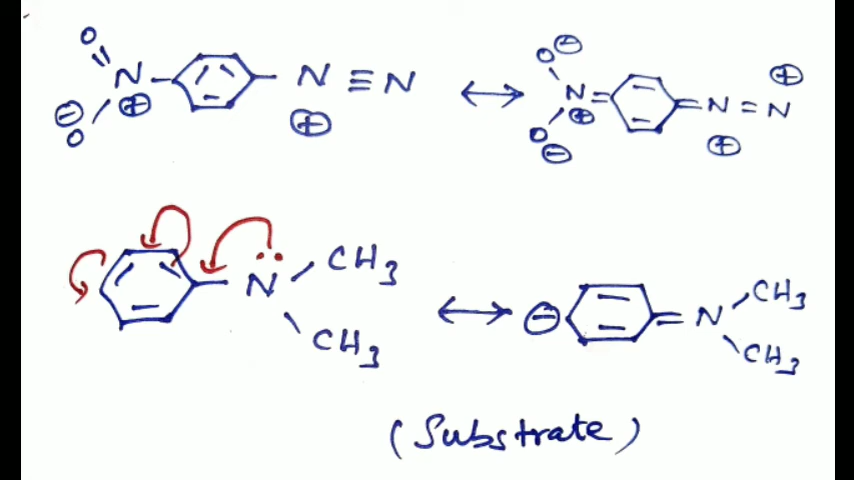 O O ⊖
N N ≡ N ⟷ N = N = N ⊕
⊖ O ⊕ ⊕ O ⊖ ⊕ ⊕
N CH3 ⟷ ⊖ N CH3
CH3 CH3
(Substrate)